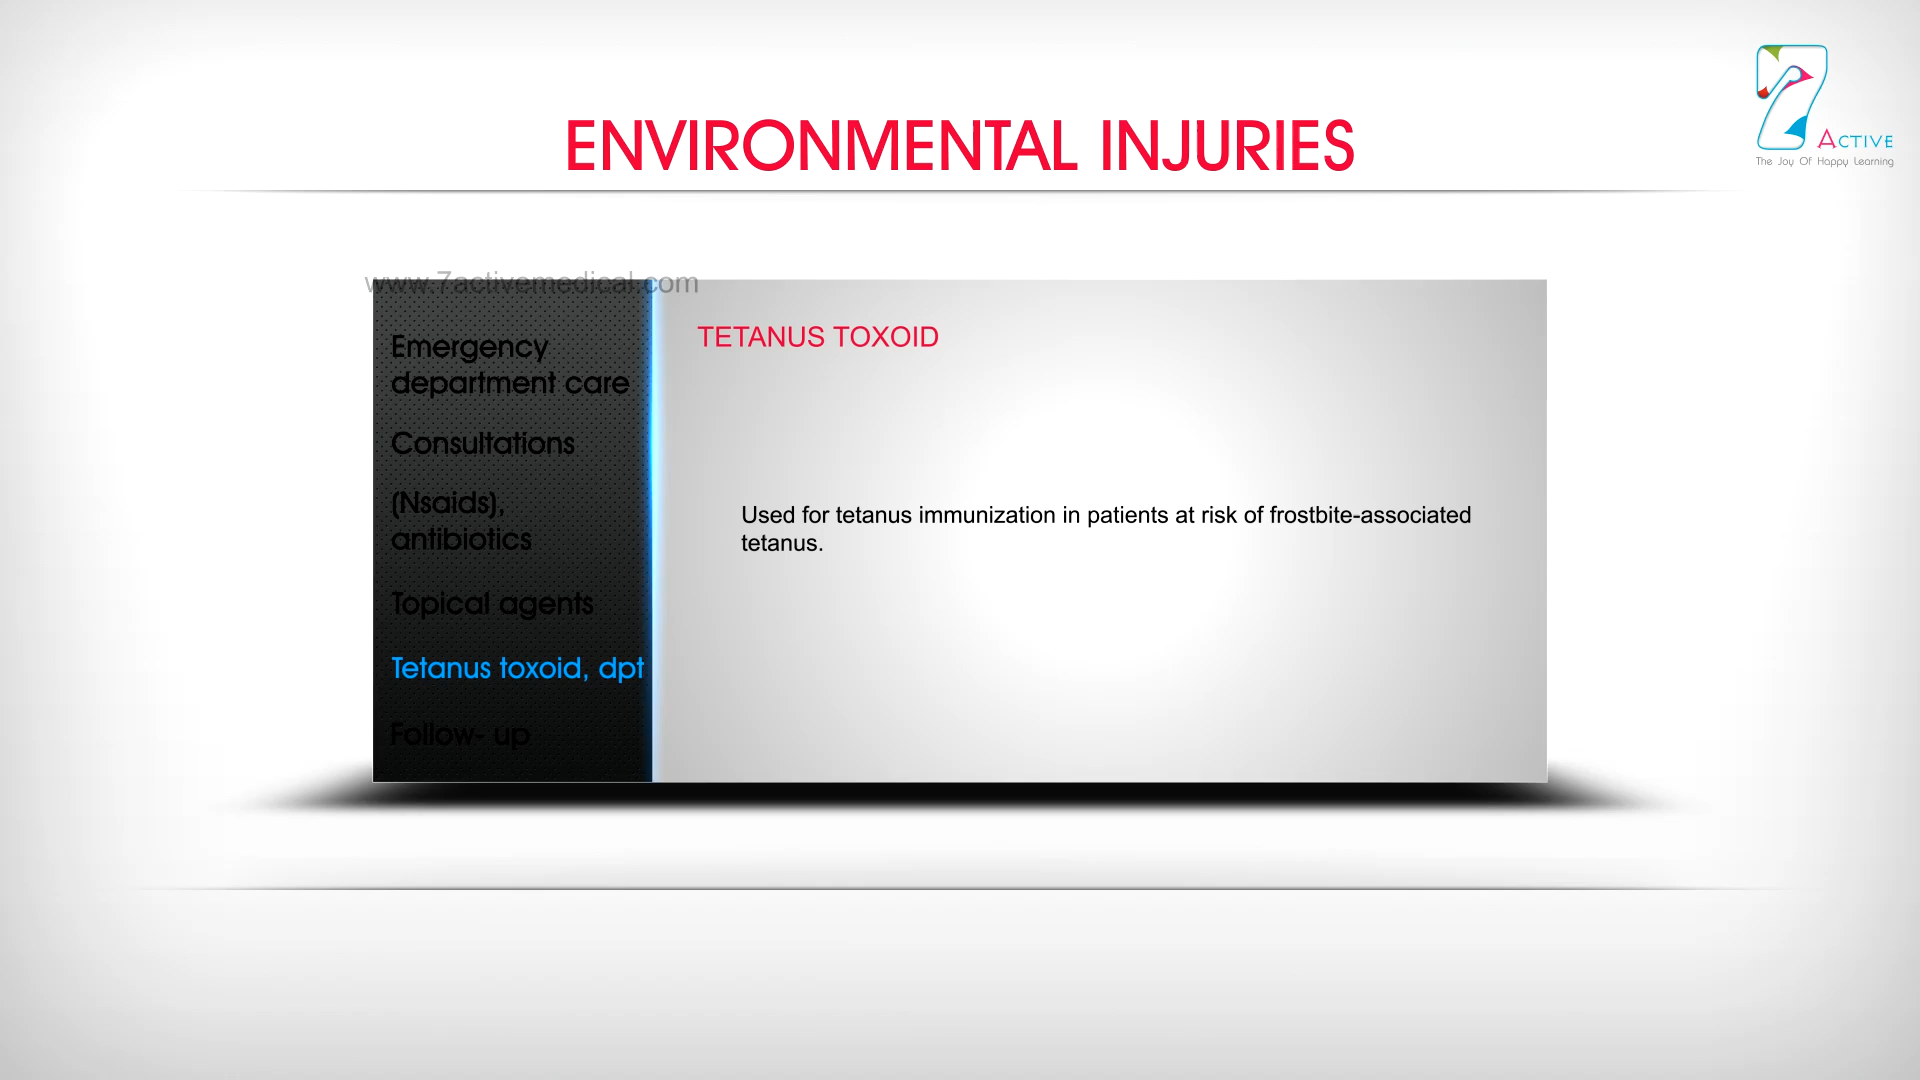 ENVIRONMENTAL INJURIES
7 ACTIVE
The Joy Of Happy Learning
www.7activemedical.com
Emergency
department care
Consultations
(Nsaids),
antibiotics
Topical agents
Tetanus toxoid, dpt
Follow- up
TETANUS TOXOID
Used for tetanus immunization in patients at risk of frostbite-associated
tetanus.